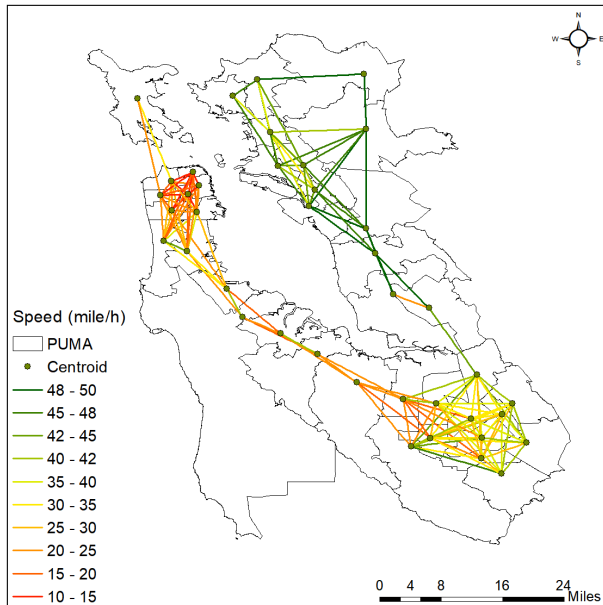 N
W E
S
Speed (mile/h)
PUMA
Centroid
48 - 50
45 - 48
42 - 45
40 - 42
35 - 40
30 - 35
25 - 30
20 - 25
15 - 20
10 - 15
0 4 8 16 24
Miles